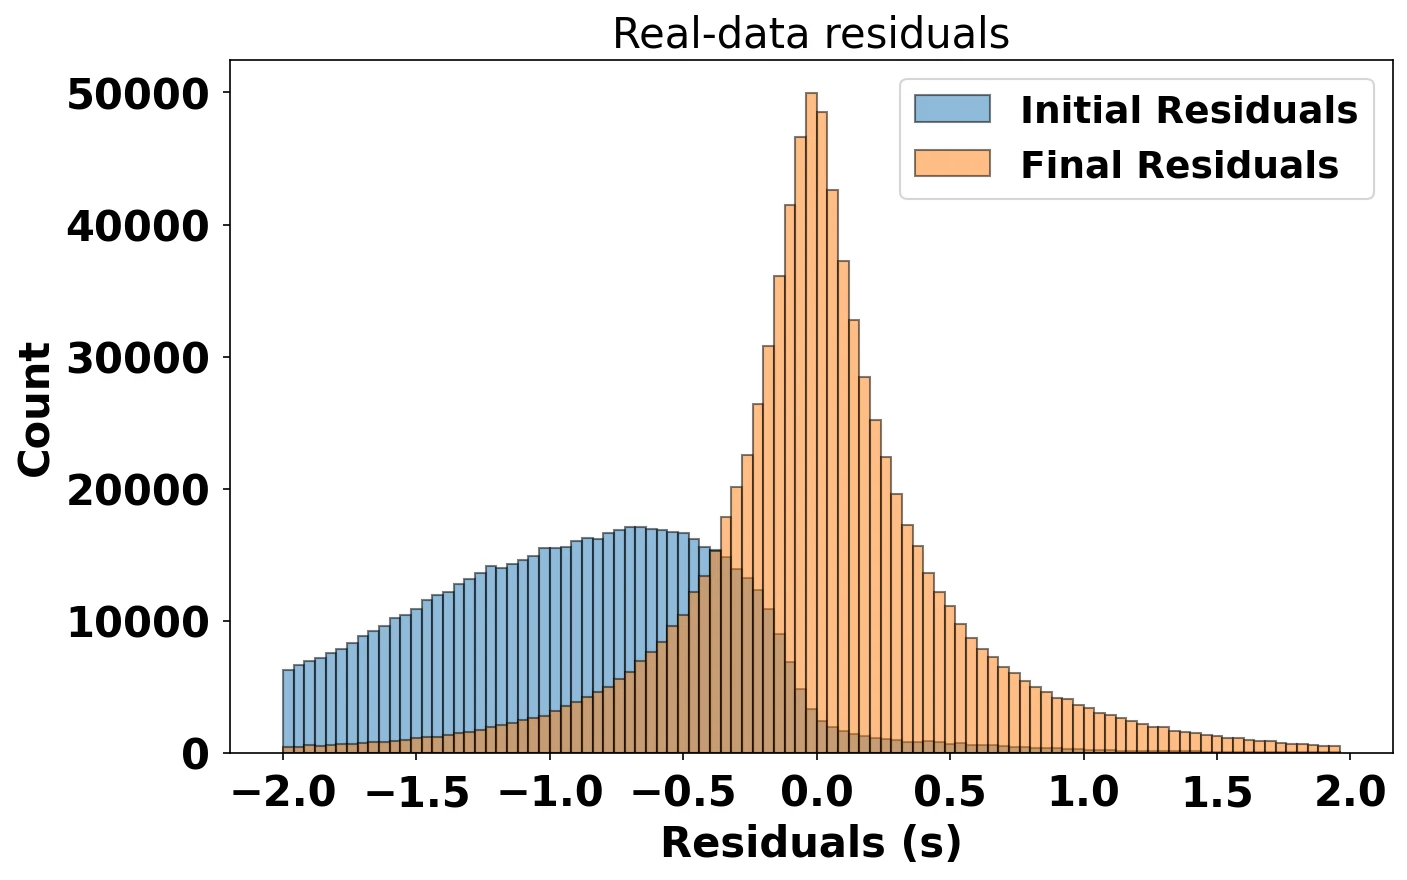 Real-data residuals
Initial Residuals
Final Residuals
Count
50000
40000
30000
20000
10000
0
−2.0 −1.5 −1.0 −0.5 0.0 0.5 1.0 1.5 2.0
Residuals (s)